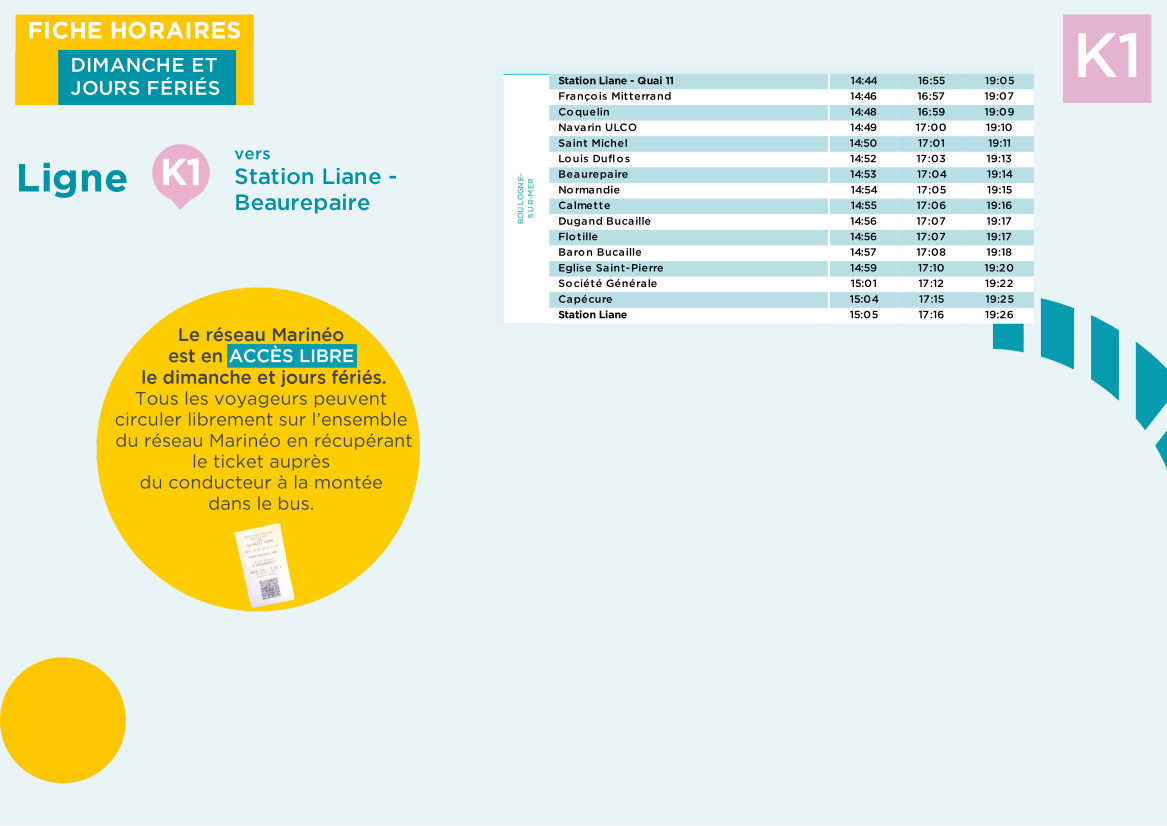 FICHE HORAIRES
DIMANCHE ET
JOURS FÉRIÉS
K1
Ligne K1 vers
Station Liane -
Beaurepaire
BOULOGNE-
SUR-MER
Station Liane - Quai 11 14:44 16:55 19:05
François Mitterrand 14:46 16:57 19:07
Coquelin 14:48 16:59 19:09
Navarin ULCO 14:49 17:00 19:10
Saint Michel 14:50 17:01 19:11
Louis Duflos 14:52 17:03 19:13
Beaurepaire 14:53 17:04 19:14
Normandie 14:54 17:05 19:15
Calmette 14:55 17:06 19:16
Dugand Bucaille 14:56 17:07 19:17
Flotille 14:56 17:07 19:17
Baron Bucaille 14:57 17:08 19:18
Eglise Saint-Pierre 14:59 17:10 19:20
Société Générale 15:01 17:12 19:22
Capécure 15:04 17:15 19:25
Station Liane 15:05 17:16 19:26
Le réseau Marinéo
est en ACCÈS LIBRE
le dimanche et jours fériés.
Tous les voyageurs peuvent
circuler librement sur l'ensemble
du réseau Marinéo en récupérant
le ticket auprès
du conducteur à la montée
dans le bus.